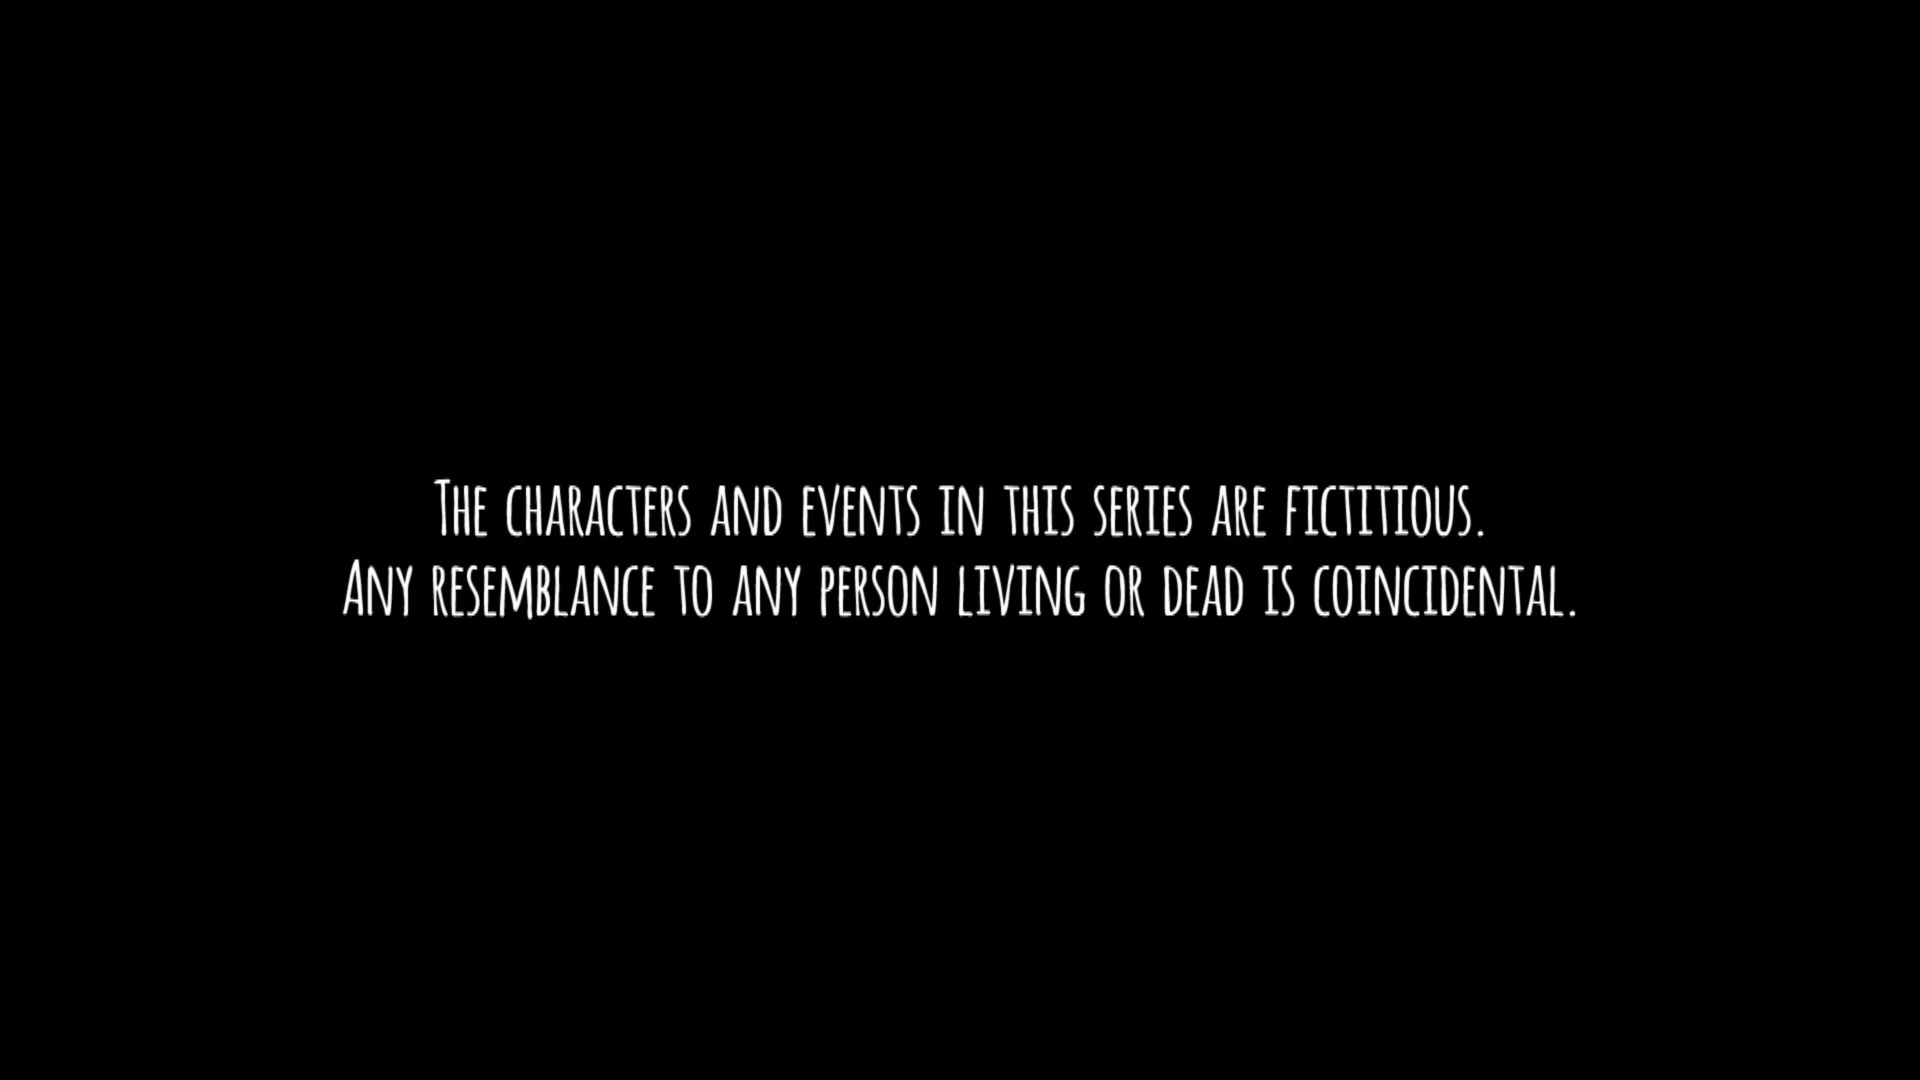 The characters and events in this series are fictitious.
Any resemblance to any person living or dead is coincidental.